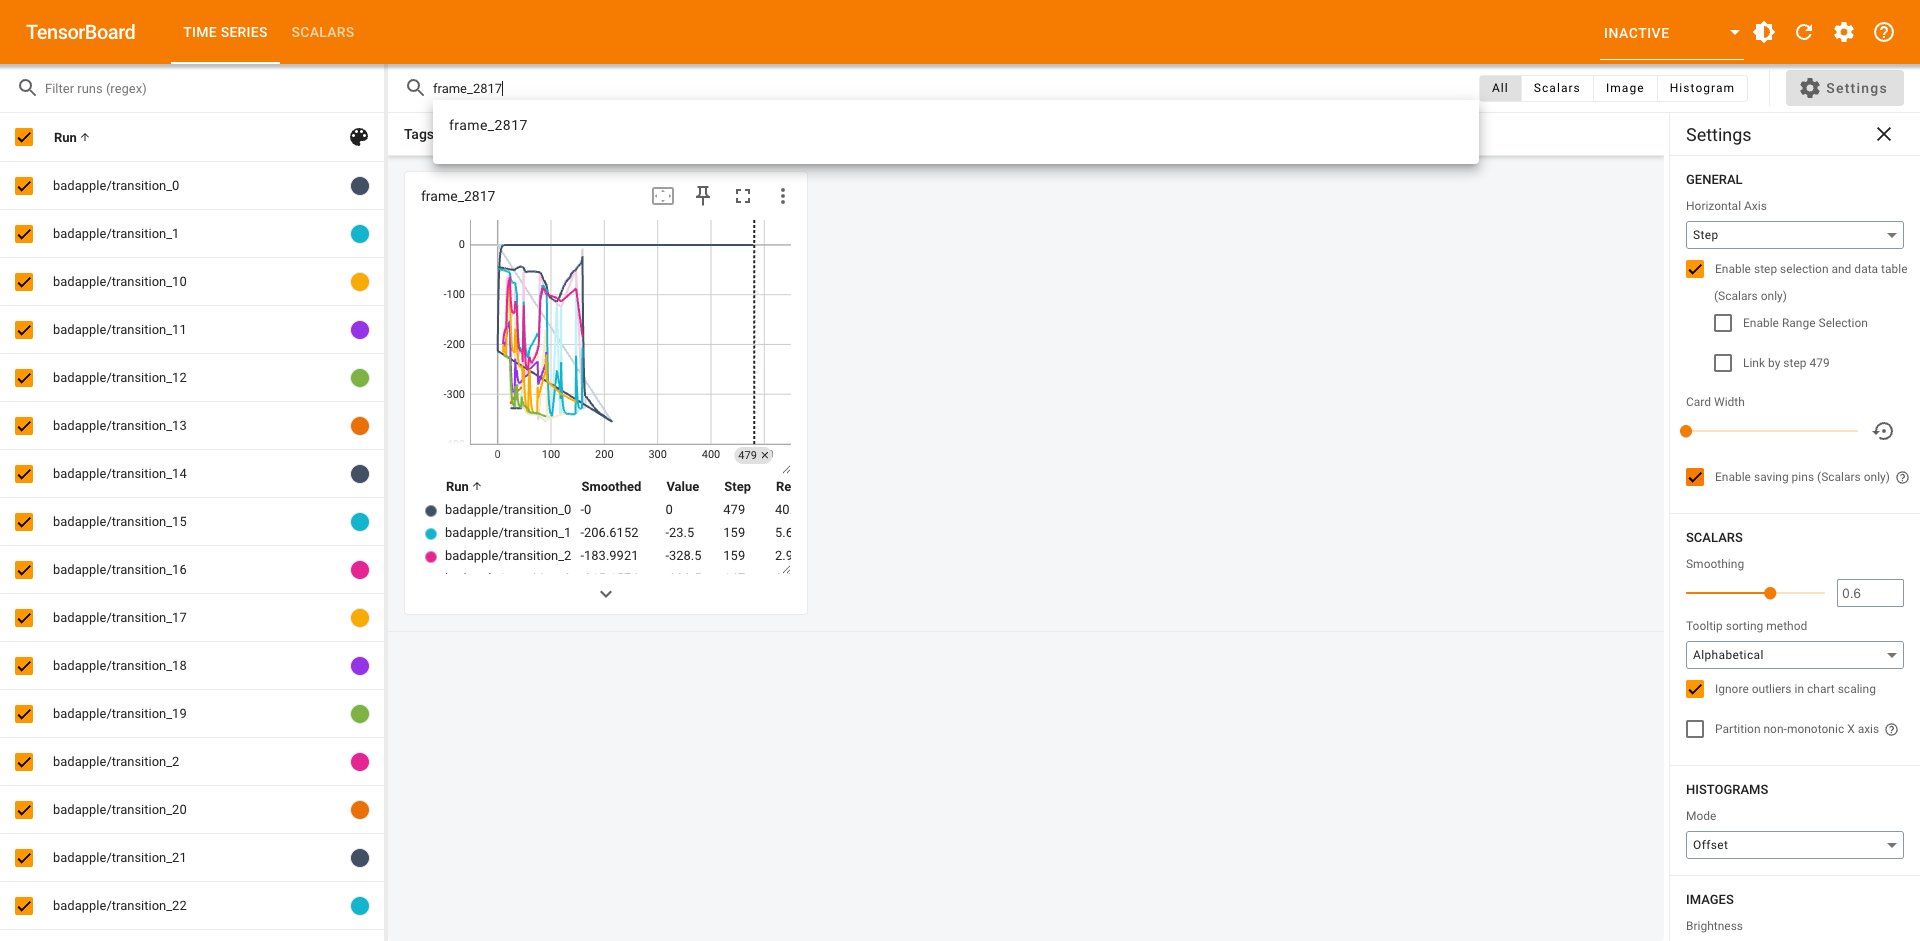 TensorBoard
TIME SERIES
SCALARS
INACTIVE
Filter runs (regex)
frame_2817
All
Scalars
Image
Histogram
Settings
frame_2817
Tags
Run
badapple/transition_0
badapple/transition_1
badapple/transition_10
badapple/transition_11
badapple/transition_12
badapple/transition_13
badapple/transition_14
badapple/transition_15
badapple/transition_16
badapple/transition_17
badapple/transition_18
badapple/transition_19
badapple/transition_2
badapple/transition_20
badapple/transition_21
badapple/transition_22
frame_2817
0
-100
-200
-300
0 100 200 300 400 479
Run Smoothed Value Step Re
badapple/transition_0 -0 0 479 40
badapple/transition_1 -206.6152 -23.5 159 5.6
badapple/transition_2 -183.9921 -328.5 159 2.9
Settings
GENERAL
Horizontal Axis
Step
Enable step selection and data table
(Scalars only)
Enable Range Selection
Link by step 479
Card Width
Enable saving pins (Scalars only)
SCALARS
Smoothing
0.6
Tooltip sorting method
Alphabetical
Ignore outliers in chart scaling
Partition non-monotonic X axis
HISTOGRAMS
Mode
Offset
IMAGES
Brightness